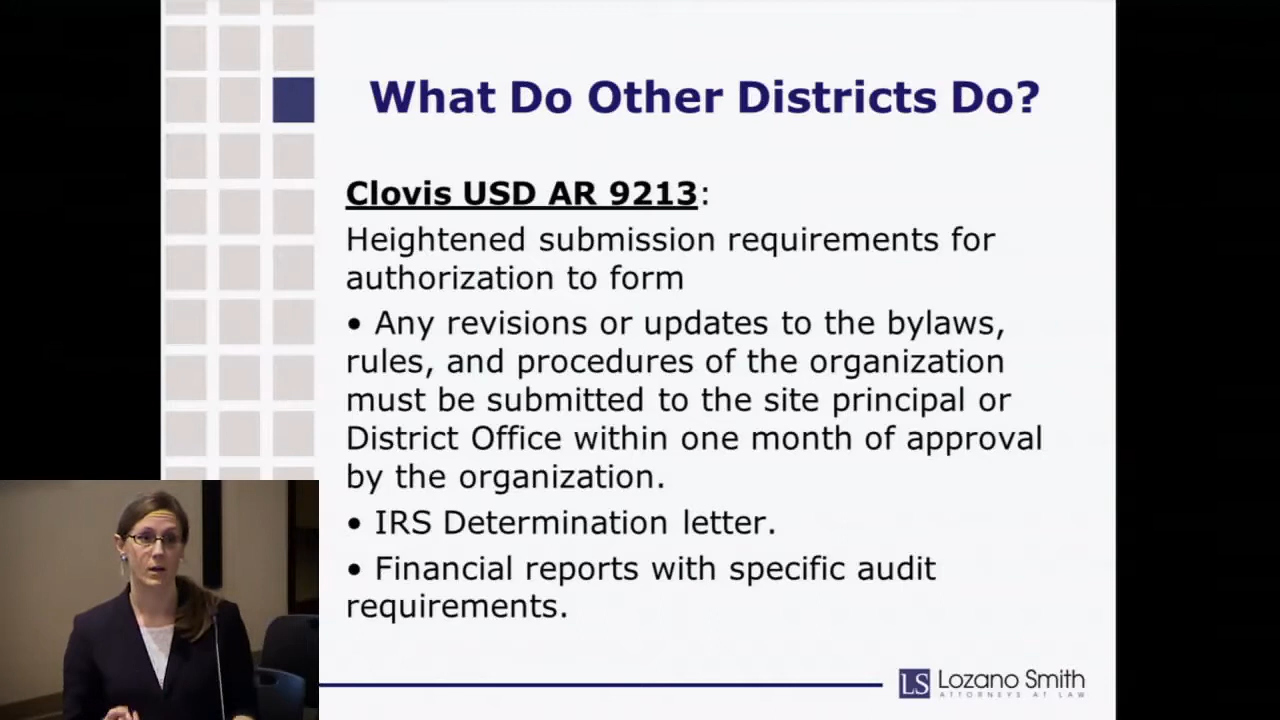 What Do Other Districts Do?
Clovis USD AR 9213:
Heightened submission requirements for
authorization to form
• Any revisions or updates to the bylaws,
rules, and procedures of the organization
must be submitted to the site principal or
District Office within one month of approval
by the organization.
• IRS Determination letter.
• Financial reports with specific audit
requirements.
LS Lozano Smith
ATTORNEYS AT LAW